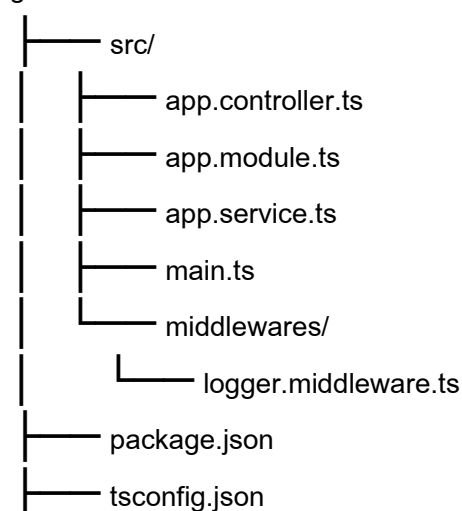 src/
app.controller.ts
app.module.ts
app.service.ts
main.ts
middlewares/
logger.middleware.ts
package.json
tsconfig.json